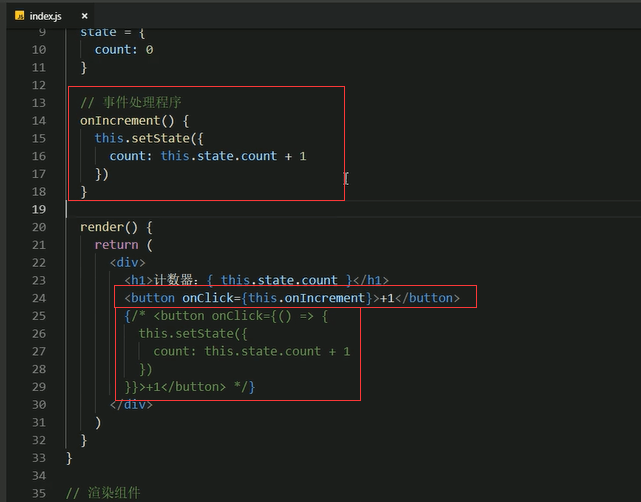 index.js ×
9 state = {
10 count: 0
11 }
12
13 // 事件处理程序
14 onIncrement() {
15 this.setState({
16 count: this.state.count + 1
17 })
18 }
19
20 render() {
21 return (
22 <div>
23 <h1>计数器：{ this.state.count }</h1>
24 <button onClick={this.onIncrement}>+1</button>
25 {/* <button onClick={() => {
26 this.setState({
27 count: this.state.count + 1
28 })
29 }}>+1</button> */}
30 </div>
31 )
32 }
33 }
34
35 // 渲染组件